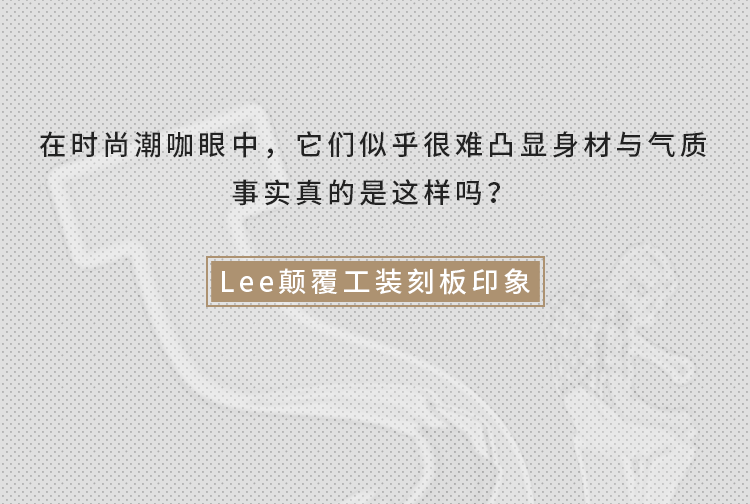 在时尚潮咖眼中，它们似乎很难凸显身材与气质
事实真的是这样吗？
Lee颠覆工装刻板印象